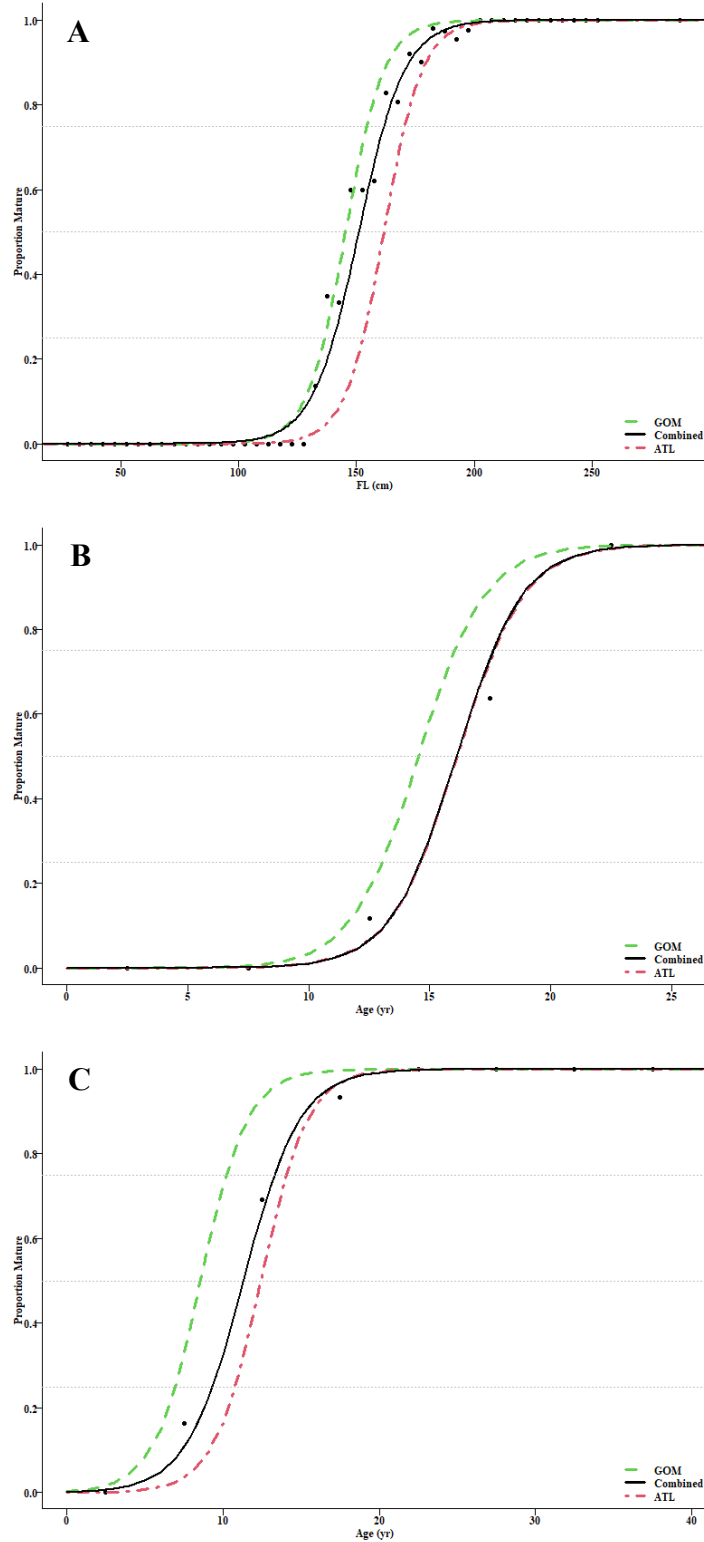 A
1.0
0.8
0.6
0.4
0.2
0.0
Proportion Mature
50 100 150 200 250
FL (cm)
GOM
Combined
ATL
B
1.0
0.8
0.6
0.4
0.2
0.0
Proportion Mature
0 5 10 15 20 25
Age (yr)
GOM
Combined
ATL
C
1.0
0.8
0.6
0.4
0.2
0.0
Proportion Mature
0 10 20 30 40
Age (yr)
GOM
Combined
ATL